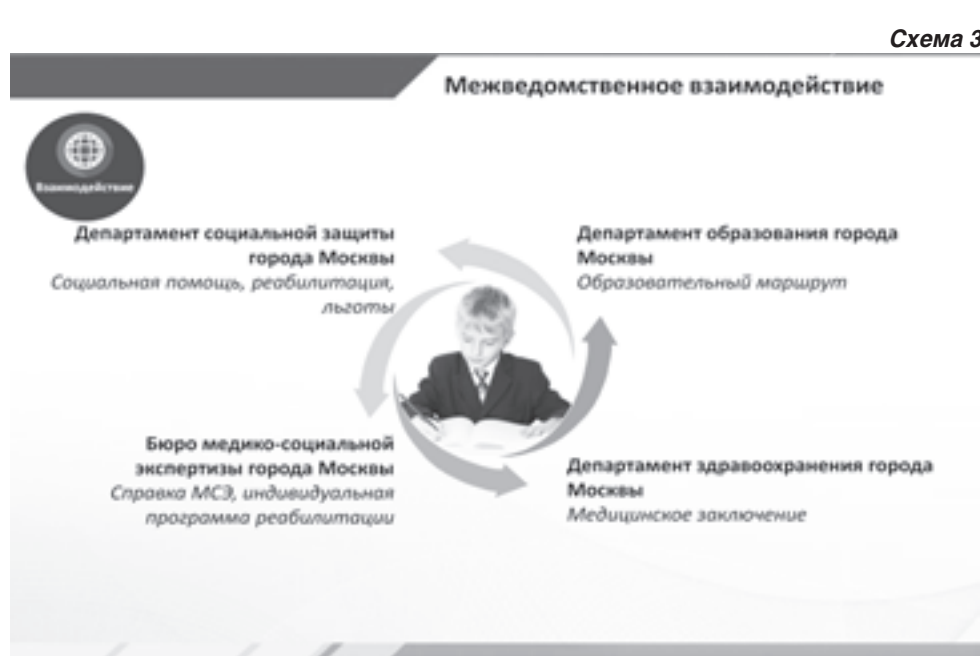 Схема 3
Межведомственное взаимодействие
Взаимодействие
Департамент социальной защиты
города Москвы
Социальная помощь, реабилитация,
льготы
Департамент образования города
Москвы
Образовательный маршрут
Бюро медико-социальной
экспертизы города Москвы
Справка МСЭ, индивидуальная
программа реабилитации
Департамент здравоохранения города
Москвы
Медицинское заключение